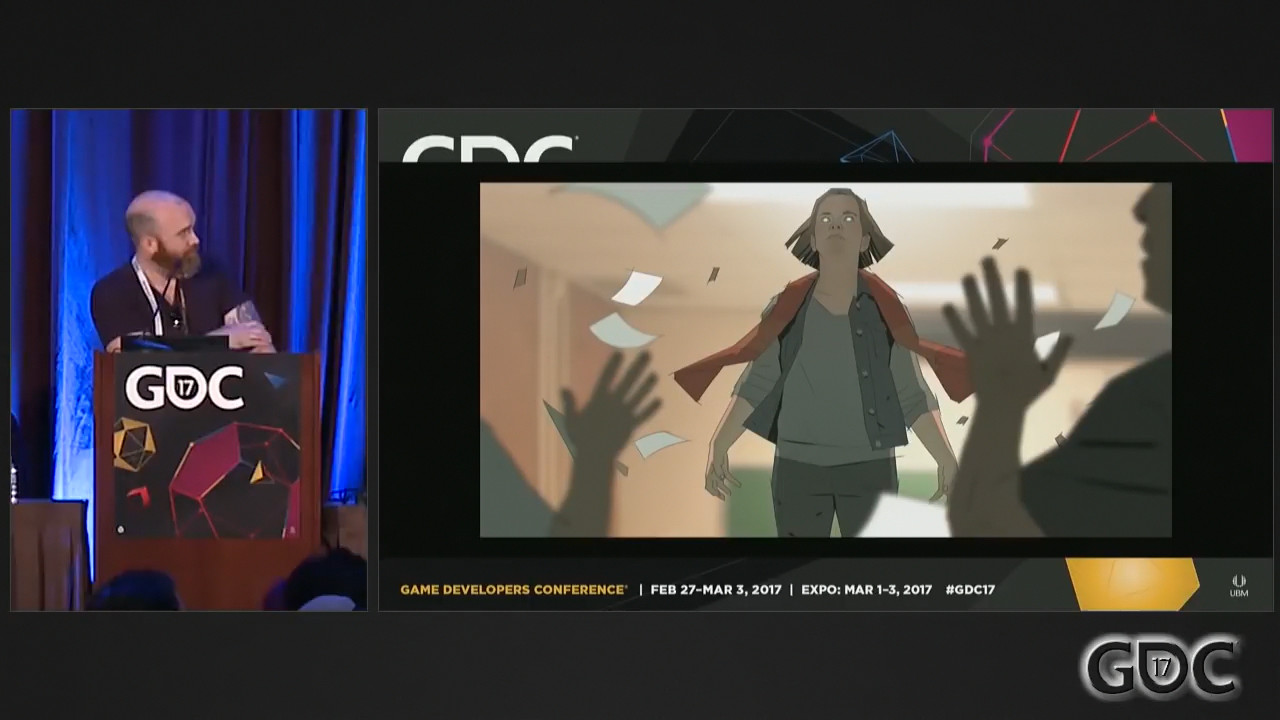 GDC
GDC 17
GAME DEVELOPERS CONFERENCE® | FEB 27–MAR 3, 2017 | EXPO: MAR 1–3, 2017 #GDC17
UBM
GDC 17